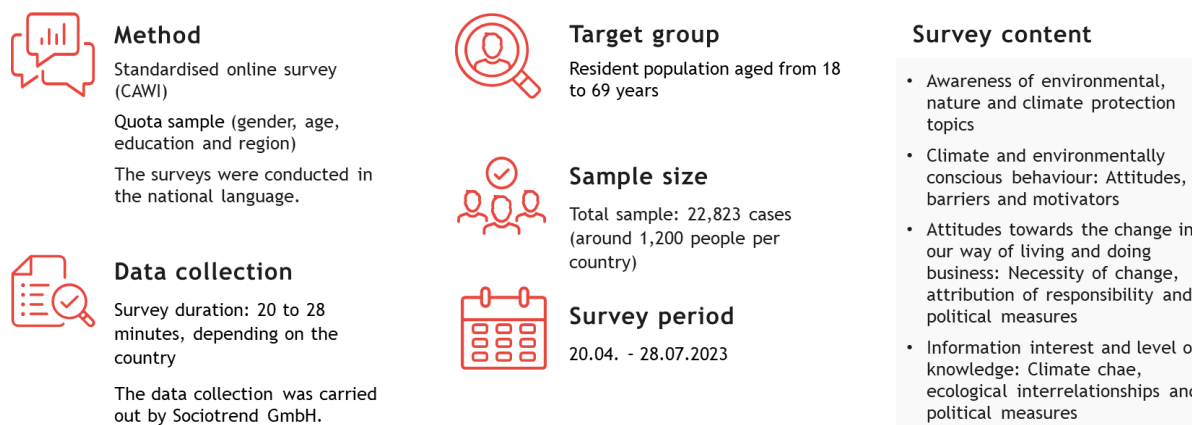 Method
Standardised online survey
(CAWI)
Quota sample (gender, age,
education and region)
The surveys were conducted in
the national language.
Data collection
Survey duration: 20 to 28
minutes, depending on the
country
The data collection was carried
out by Sociotrend GmbH.
Target group
Resident population aged from 18
to 69 years
Sample size
Total sample: 22,823 cases
(around 1,200 people per
country)
Survey period
20.04. - 28.07.2023
Survey content
• Awareness of environmental,
nature and climate protection
topics
• Climate and environmentally
conscious behaviour: Attitudes,
barriers and motivators
• Attitudes towards the change in
our way of living and doing
business: Necessity of change,
attribution of responsibility and
political measures
• Information interest and level o
knowledge: Climate chae,
ecological interrelationships and
political measures